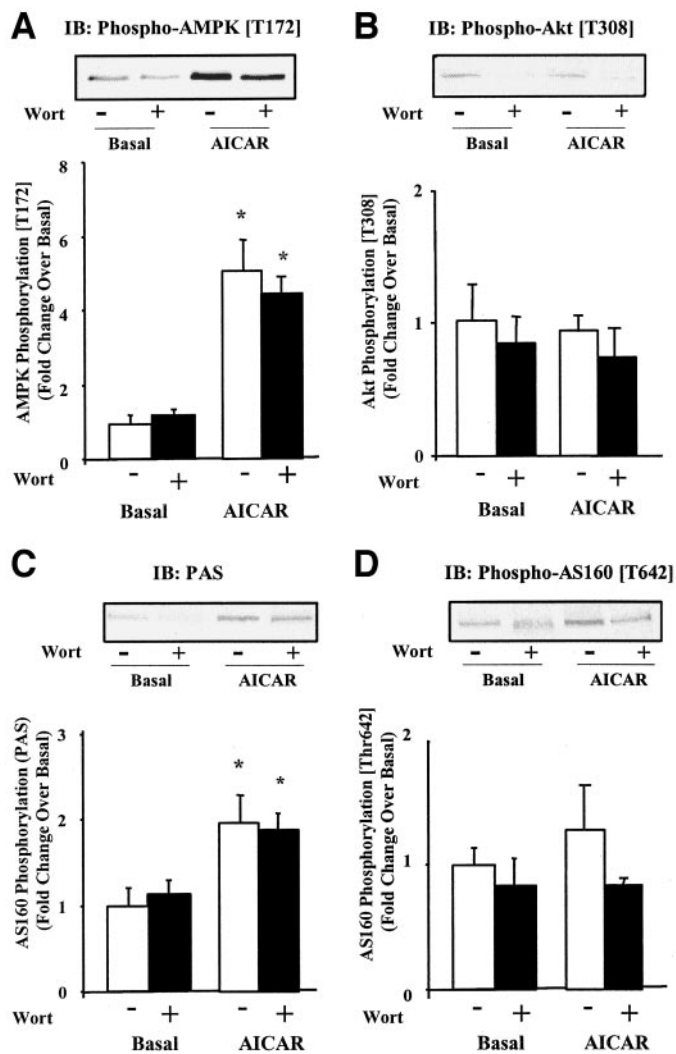 A
IB: Phospho-AMPK [T172]
Wort - + - +
Basal AICAR
AMPK Phosphorylation [T172]
(Fold Change Over Basal)
8
6
4
2
0
* *
Wort - + - +
Basal AICAR
B
IB: Phospho-Akt [T308]
Wort - + - +
Basal AICAR
Akt Phosphorylation [T308]
(Fold Change Over Basal)
2
1
0
Wort - + - +
Basal AICAR
C
IB: PAS
Wort - + - +
Basal AICAR
AS160 Phosphorylation (PAS)
(Fold Change Over Basal)
3
2
1
0
* *
Wort - + - +
Basal AICAR
D
IB: Phospho-AS160 [T642]
Wort - + - +
Basal AICAR
AS160 Phosphorylation [Thr642]
(Fold Change Over Basal)
2
1
0
Wort - + - +
Basal AICAR